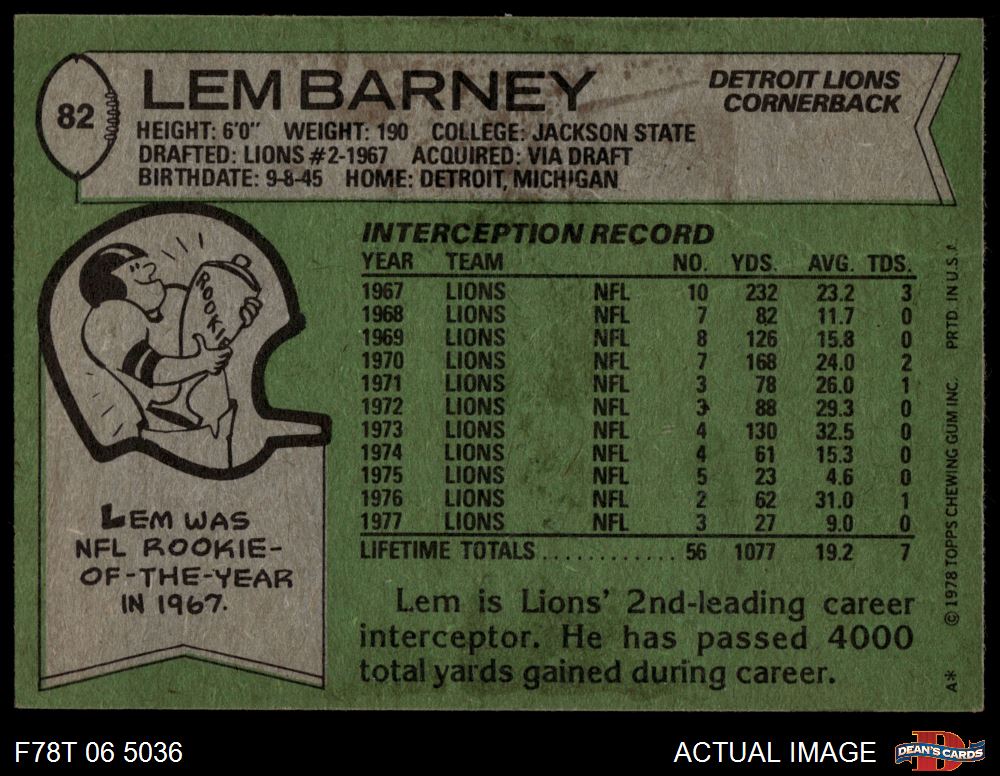 82
LEM BARNEY
DETROIT LIONS
CORNERBACK
HEIGHT: 6'0" WEIGHT: 190 COLLEGE: JACKSON STATE
DRAFTED: LIONS #2-1967 ACQUIRED: VIA DRAFT
BIRTHDATE: 9-8-45 HOME: DETROIT, MICHIGAN
ROOKIE
LEM WAS
NFL ROOKIE-
OF-THE-YEAR
IN 1967.
INTERCEPTION RECORD
YEAR TEAM NO. YDS. AVG. TDS.
1967 LIONS NFL 10 232 23.2 3
1968 LIONS NFL 7 82 11.7 0
1969 LIONS NFL 8 126 15.8 0
1970 LIONS NFL 7 168 24.0 2
1971 LIONS NFL 3 78 26.0 1
1972 LIONS NFL 3 88 29.3 0
1973 LIONS NFL 4 130 32.5 0
1974 LIONS NFL 4 61 15.3 0
1975 LIONS NFL 5 23 4.6 0
1976 LIONS NFL 2 62 31.0 1
1977 LIONS NFL 3 27 9.0 0
LIFETIME TOTALS............ 56 1077 19.2 7
Lem is Lions' 2nd-leading career
interceptor. He has passed 4000
total yards gained during career.
A* © 1978 TOPPS CHEWING GUM INC. PRTD. IN U.S.A.
F78T 06 5036
ACTUAL IMAGE
DEAN'S CARDS